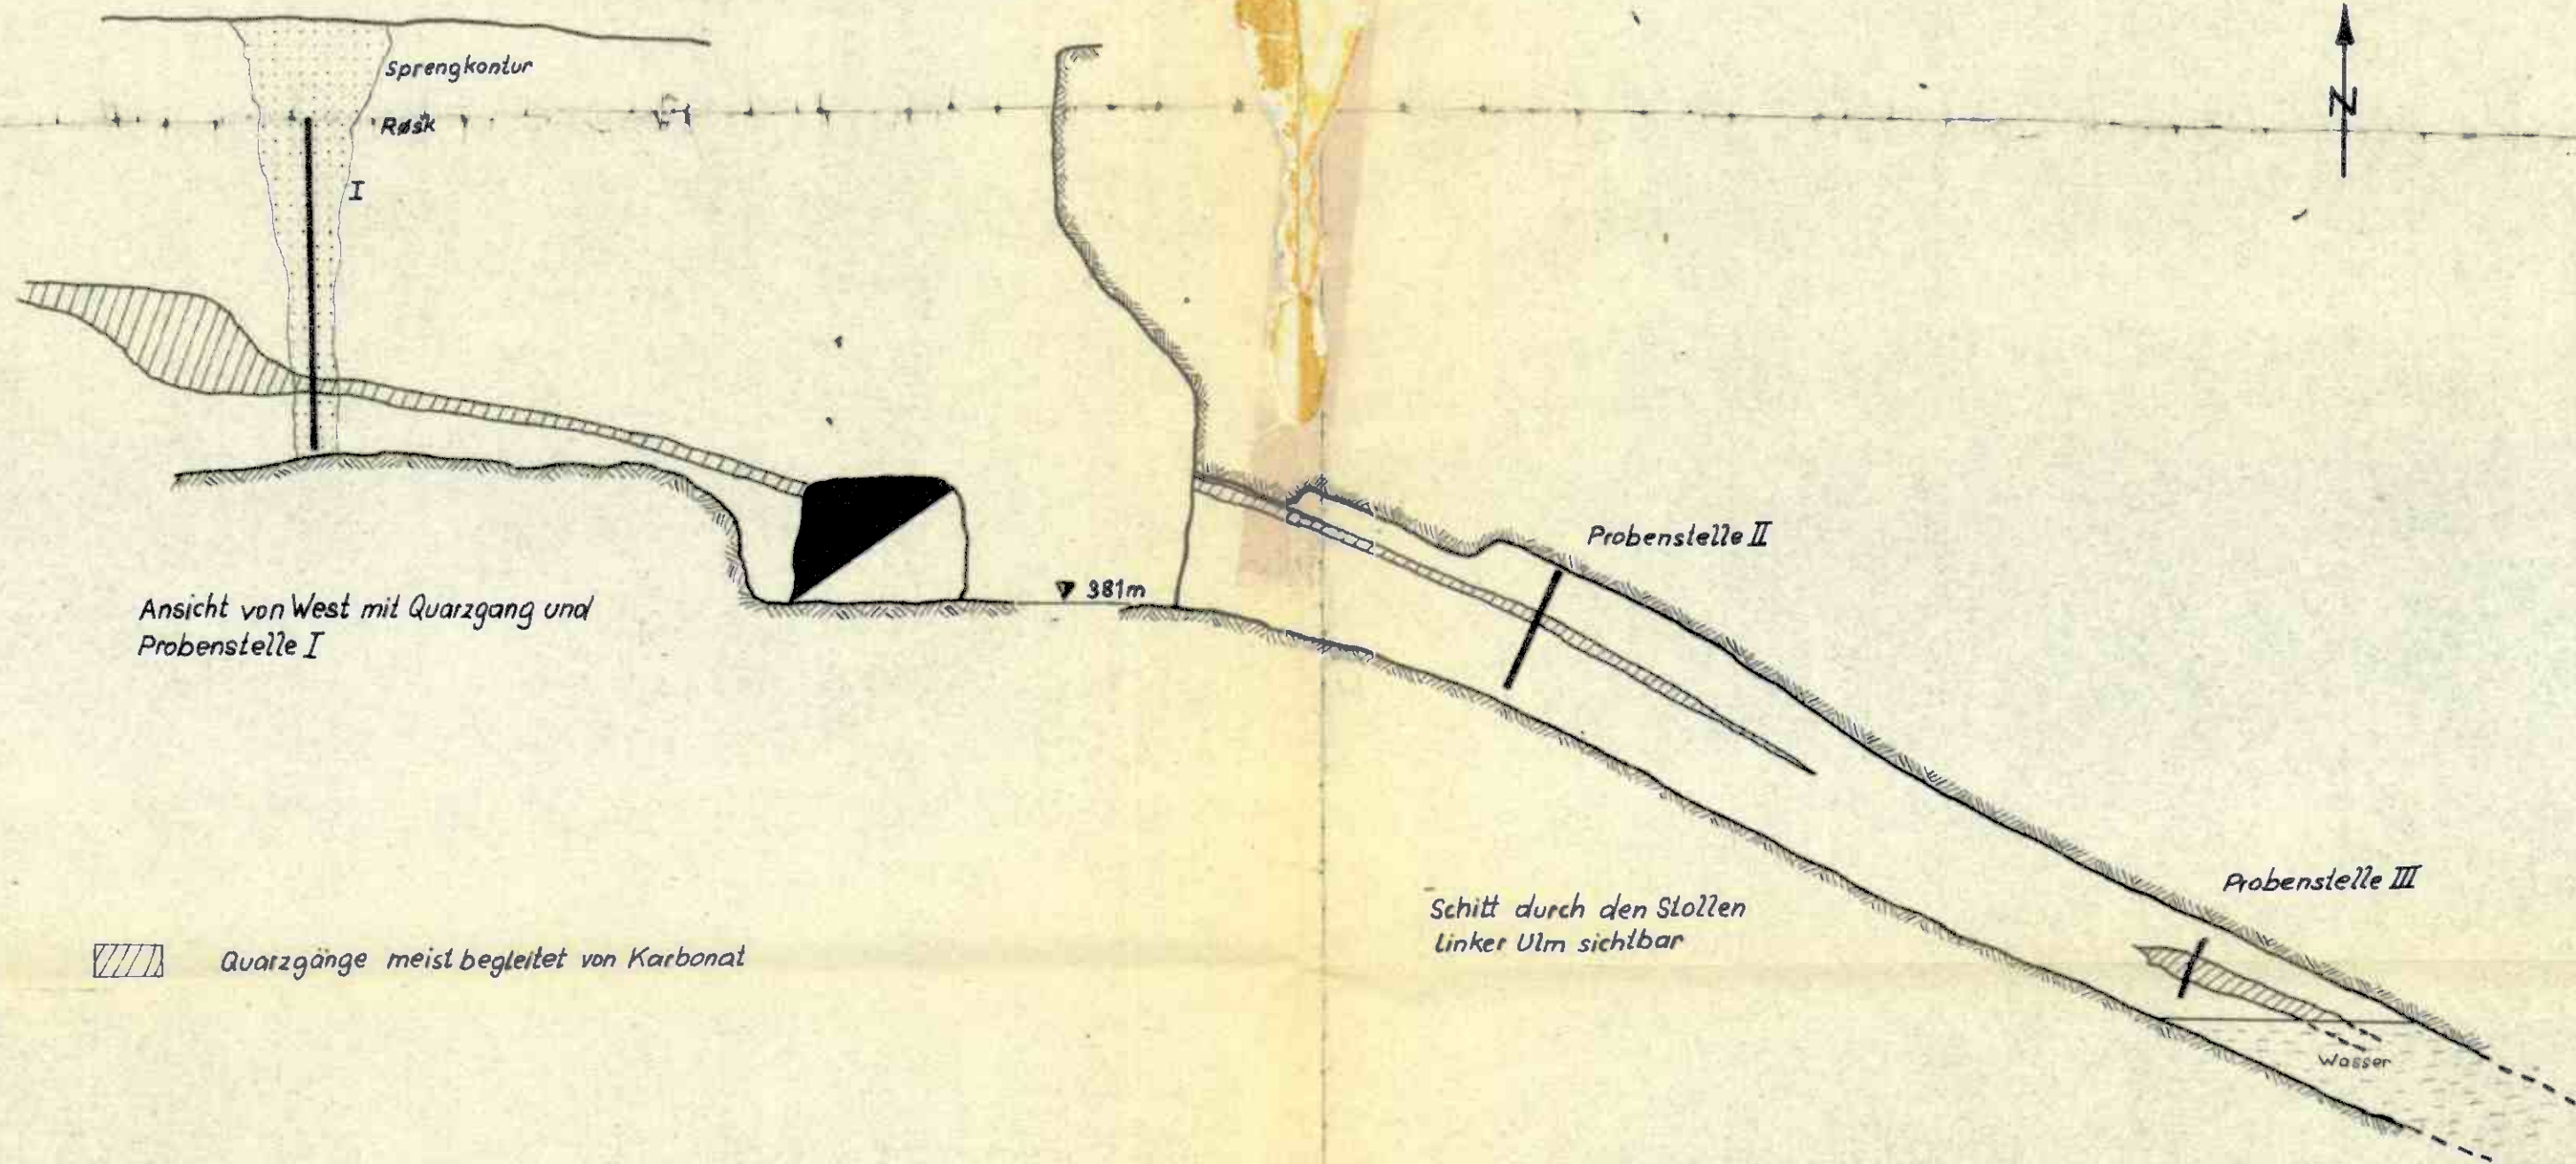 Sprengkontur
Røsk
I
N
Probenstelle II
381m
Ansicht von West mit Quarzgang und
Probenstelle I
Probenstelle III
Schitt durch den Stollen
linker Ulm sichtbar
Quarzgänge meist begleitet von Karbonat
Wasser